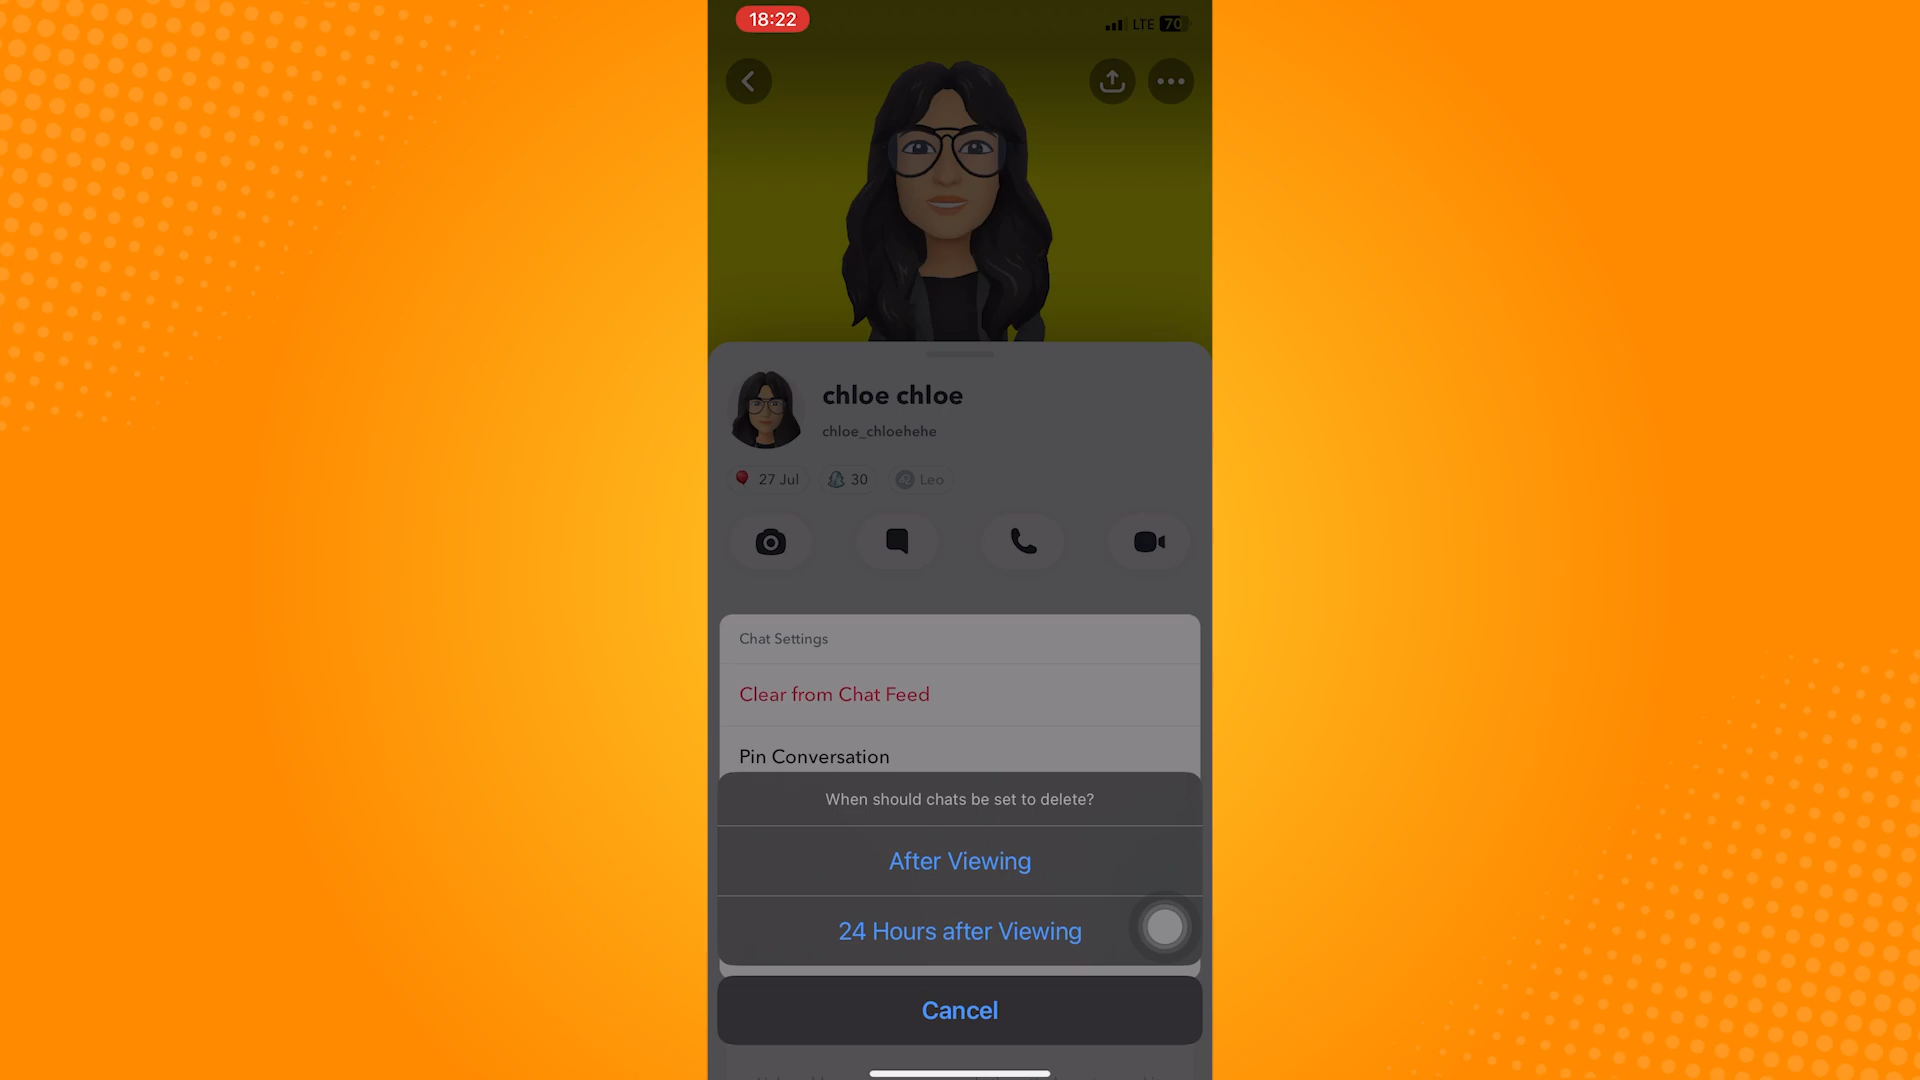 18:22
LTE 70
chloe chloe
chloe_chloehehe
27 Jul 30 Leo
Chat Settings
Clear from Chat Feed
Pin Conversation
When should chats be set to delete?
After Viewing
24 Hours after Viewing
Cancel